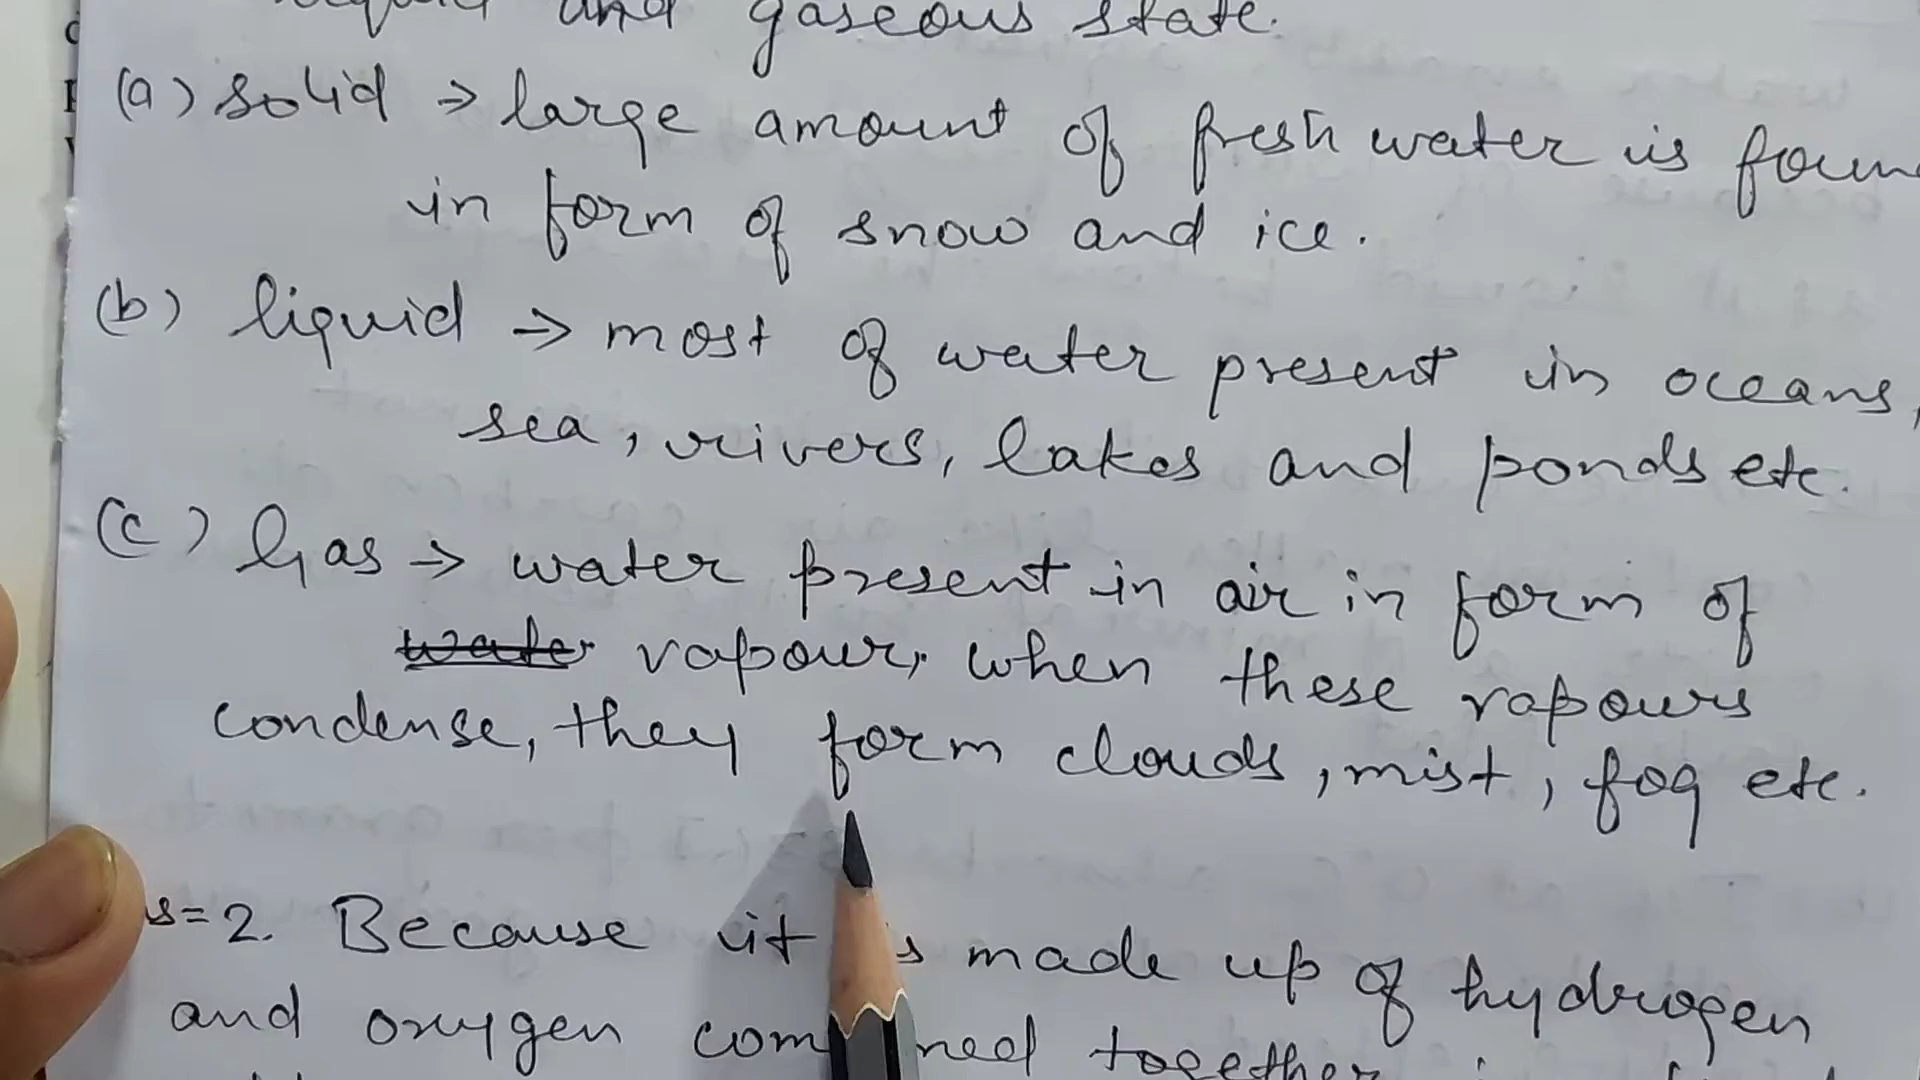 liquid and gaseous state.
(a) solid → large amount of fresh water is
in form of snow and ice.
(b) liquid → most of water present in oceans,
sea, rivers, lakes and ponds etc.
(c) Gas → water present in air in form of
water vapour, when these vapours
condense, they form clouds, mist, fog etc.
s=2. Because it made up of hydrogen
and oxygen together